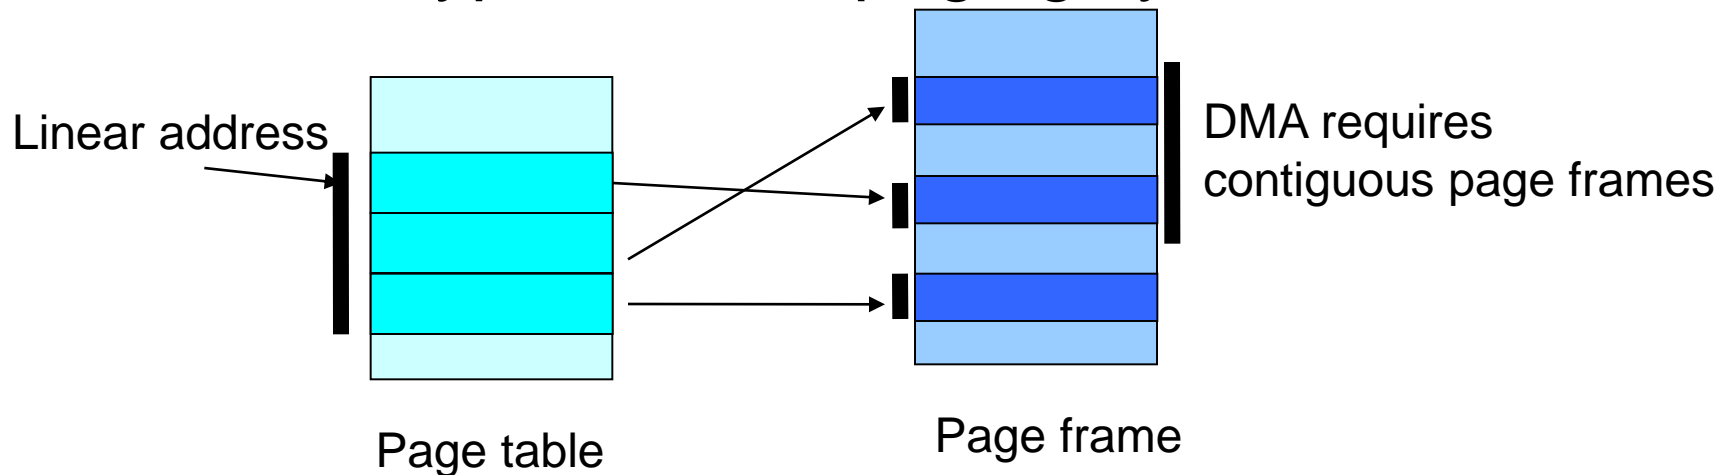 Linear address
DMA requires
contiguous page frames
Page table
Page frame